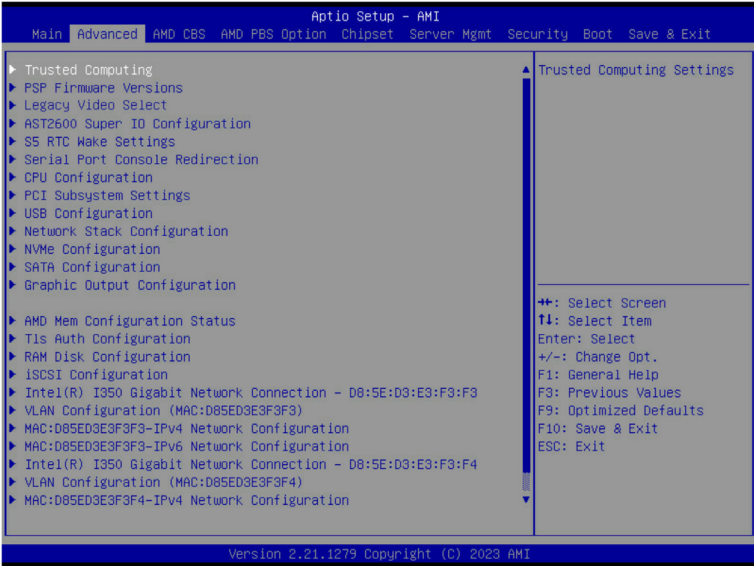 Aptio Setup – AMI
Main Advanced AMD CBS AMD PBS Option Chipset Server Mgmt Security Boot Save & Exit
Trusted Computing
PSP Firmware Versions
Legacy Video Select
AST2600 Super IO Configuration
S5 RTC Wake Settings
Serial Port Console Redirection
CPU Configuration
PCI Subsystem Settings
USB Configuration
Network Stack Configuration
NVMe Configuration
SATA Configuration
Graphic Output Configuration
AMD Mem Configuration Status
Tls Auth Configuration
RAM Disk Configuration
iSCSI Configuration
Intel(R) I350 Gigabit Network Connection – D8:5E:D3:E3:F3:F3
VLAN Configuration (MAC:D85ED3E3F3F3)
MAC:D85ED3E3F3F3-IPv4 Network Configuration
MAC:D85ED3E3F3F3-IPv6 Network Configuration
Intel(R) I350 Gigabit Network Connection – D8:5E:D3:E3:F3:F4
VLAN Configuration (MAC:D85ED3E3F3F4)
MAC:D85ED3E3F3F4-IPv4 Network Configuration
Trusted Computing Settings
→←: Select Screen
↑↓: Select Item
Enter: Select
+/-: Change Opt.
F1: General Help
F3: Previous Values
F9: Optimized Defaults
F10: Save & Exit
ESC: Exit
Version 2.21.1279 Copyright (C) 2023 AMI